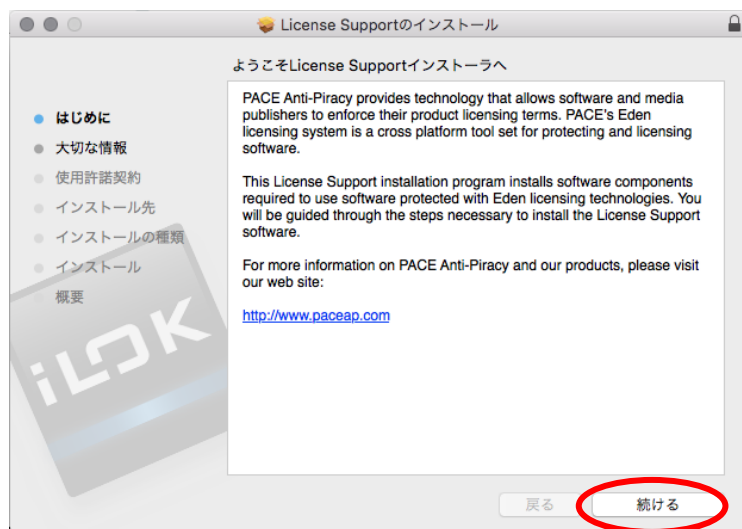 License Supportのインストール
ようこそLicense Supportインストーラへ
はじめに
大切な情報
使用許諾契約
インストール先
インストールの種類
インストール
概要
iLOK
PACE Anti-Piracy provides technology that allows software and media
publishers to enforce their product licensing terms. PACE's Eden
licensing system is a cross platform tool set for protecting and licensing
software.
This License Support installation program installs software components
required to use software protected with Eden licensing technologies. You
will be guided through the steps necessary to install the License Support
software.
For more information on PACE Anti-Piracy and our products, please visit
our web site:
http://www.paceap.com
戻る
続ける